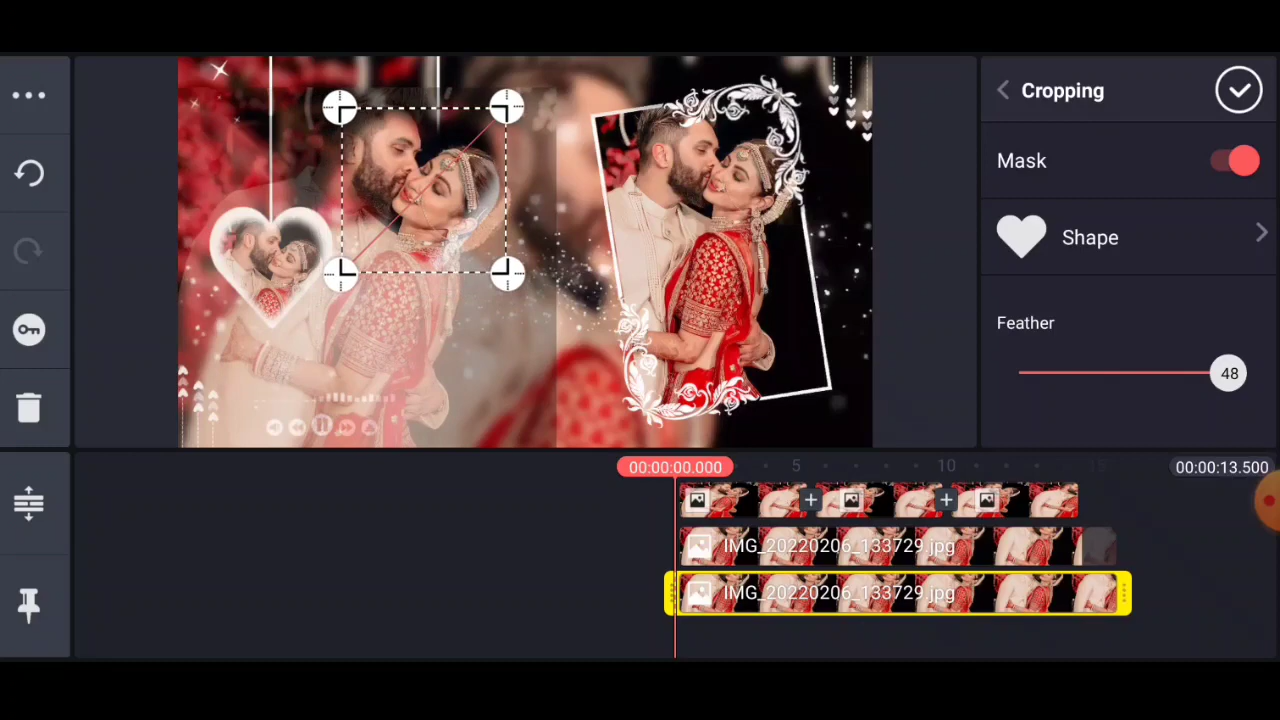 Cropping
Mask
Shape
Feather
48
00:00:00.000
5
10
15
00:00:13.500
IMG_20220206_133729.jpg
IMG_20220206_133729.jpg